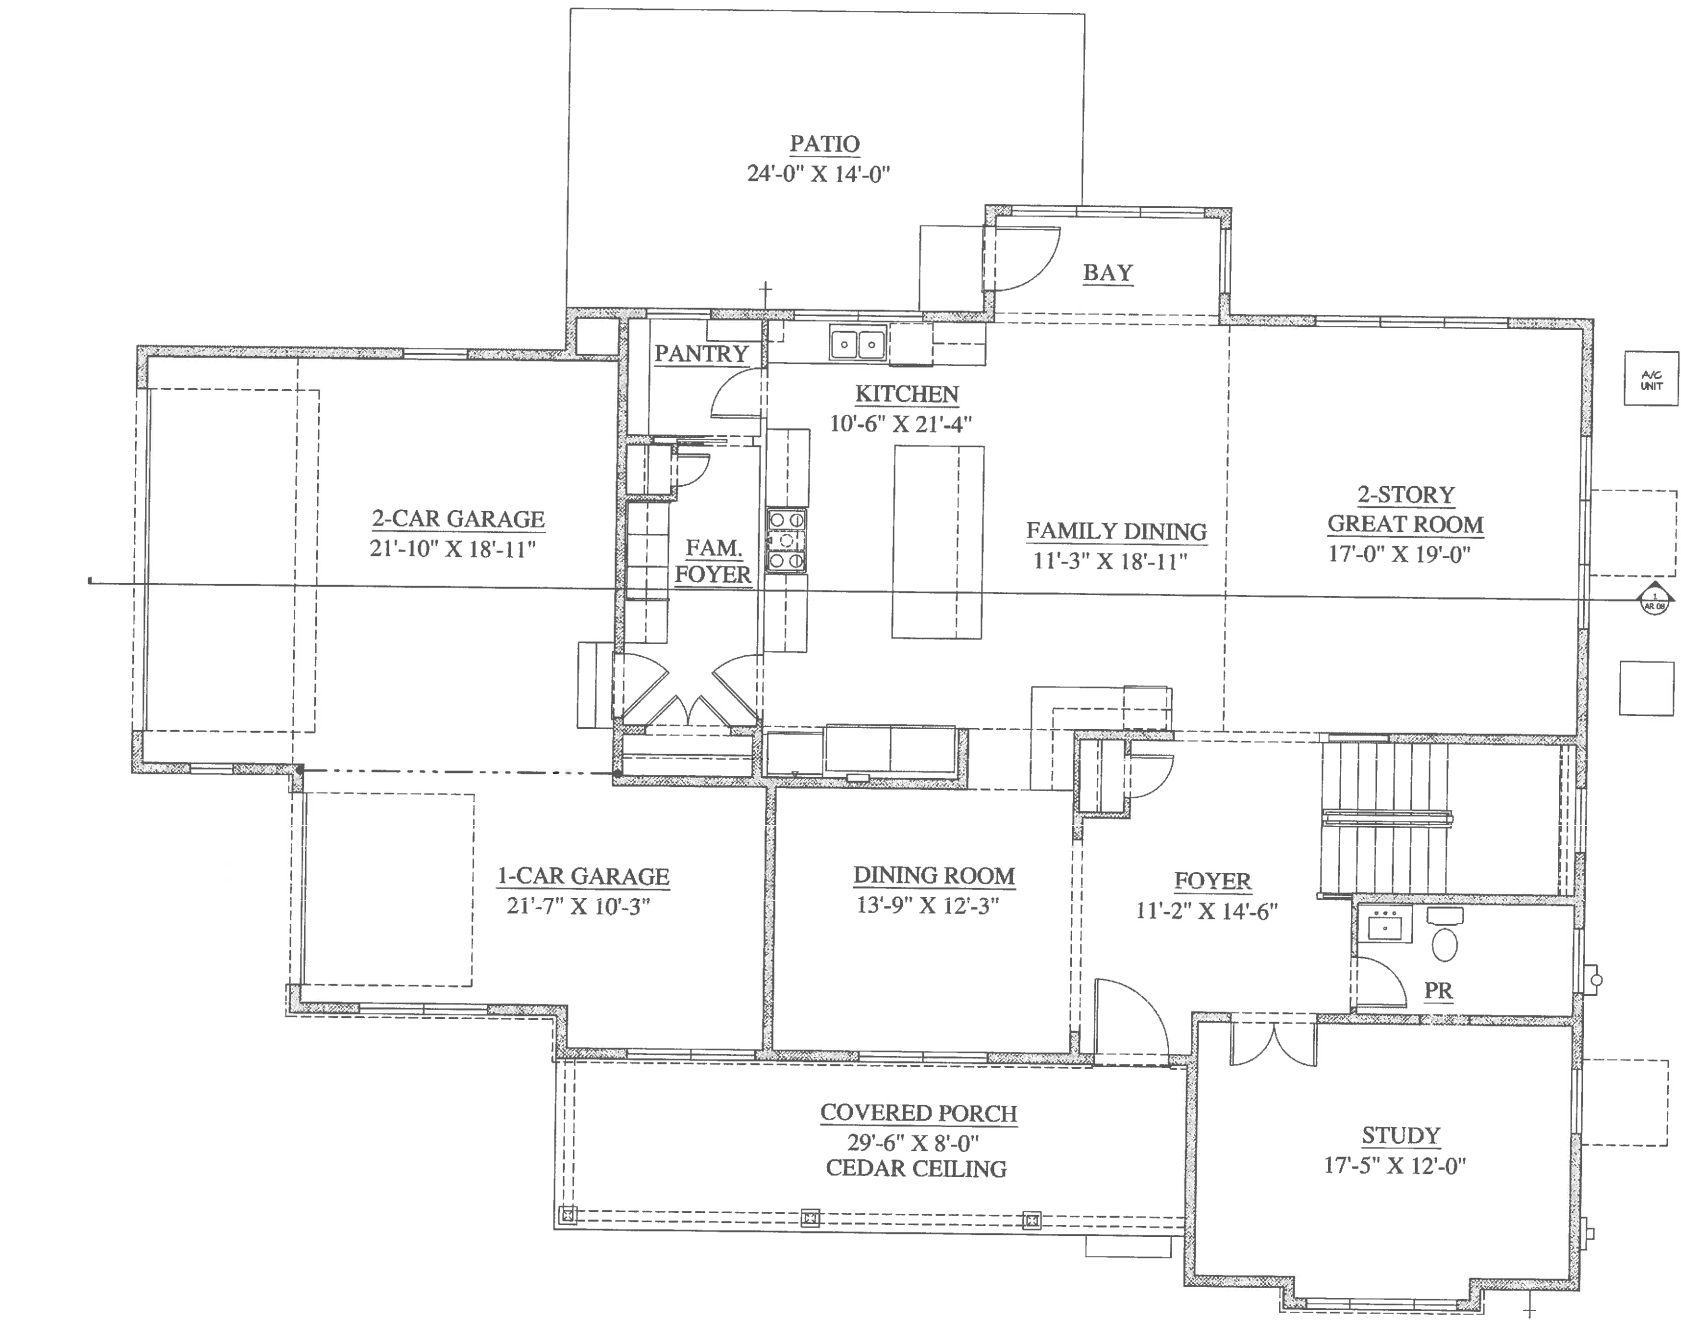 PATIO
24'-0" X 14'-0"
BAY
PANTRY
KITCHEN
10'-6" X 21'-4"
A/C
UNIT
2-CAR GARAGE
21'-10" X 18'-11"
FAM.
FOYER
FAMILY DINING
11'-3" X 18'-11"
2-STORY
GREAT ROOM
17'-0" X 19'-0"
1
AR 08
1-CAR GARAGE
21'-7" X 10'-3"
DINING ROOM
13'-9" X 12'-3"
FOYER
11'-2" X 14'-6"
PR
COVERED PORCH
29'-6" X 8'-0"
CEDAR CEILING
STUDY
17'-5" X 12'-0"